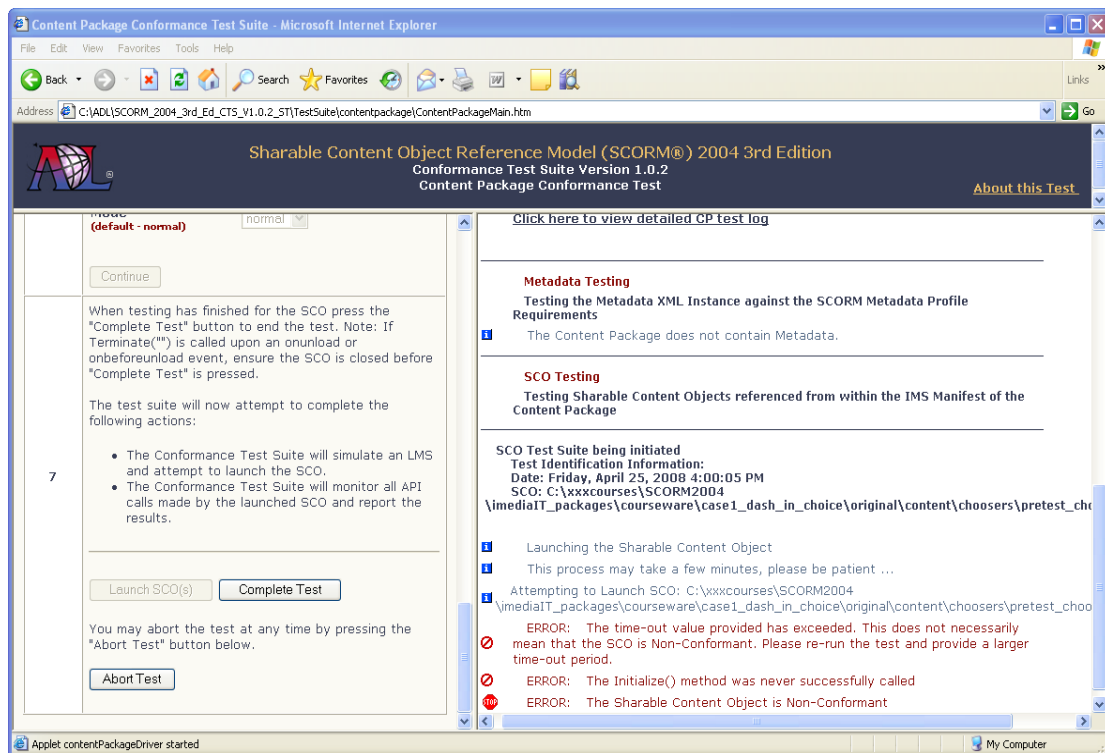 Content Package Conformance Test Suite - Microsoft Internet Explorer
File Edit View Favorites Tools Help
Back Search Favorites Links
Address C:\ADL\SCORM_2004_3rd_Ed_CTS_V1.0.2_ST\TestSuite\contentpackage\ContentPackageMain.htm Go
ADL ®
Sharable Content Object Reference Model (SCORM®) 2004 3rd Edition
Conformance Test Suite Version 1.0.2
Content Package Conformance Test
About this Test
Mode
(default - normal)
normal
Continue
7
When testing has finished for the SCO press the
"Complete Test" button to end the test. Note: If
Terminate("") is called upon an onunload or
onbeforeunload event, ensure the SCO is closed before
"Complete Test" is pressed.
The test suite will now attempt to complete the
following actions:
• The Conformance Test Suite will simulate an LMS
and attempt to launch the SCO.
• The Conformance Test Suite will monitor all API
calls made by the launched SCO and report the
results.
Launch SCO(s) Complete Test
You may abort the test at any time by pressing the
"Abort Test" button below.
Abort Test
Click here to view detailed CP test log
Metadata Testing
Testing the Metadata XML Instance against the SCORM Metadata Profile
Requirements
The Content Package does not contain Metadata.
SCO Testing
Testing Sharable Content Objects referenced from within the IMS Manifest of the
Content Package
SCO Test Suite being initiated
Test Identification Information:
Date: Friday, April 25, 2008 4:00:05 PM
SCO: C:\xxxcourses\SCORM2004
\imediaIT_packages\courseware\case1_dash_in_choice\original\content\choosers\pretest_cho
Launching the Sharable Content Object
This process may take a few minutes, please be patient ...
Attempting to Launch SCO: C:\xxxcourses\SCORM2004
\imediaIT_packages\courseware\case1_dash_in_choice\original\content\choosers\pretest_choo
ERROR: The time-out value provided has exceeded. This does not necessarily
mean that the SCO is Non-Conformant. Please re-run the test and provide a larger
time-out period.
ERROR: The Initialize() method was never successfully called
STOP ERROR: The Sharable Content Object is Non-Conformant
Applet contentPackageDriver started
My Computer